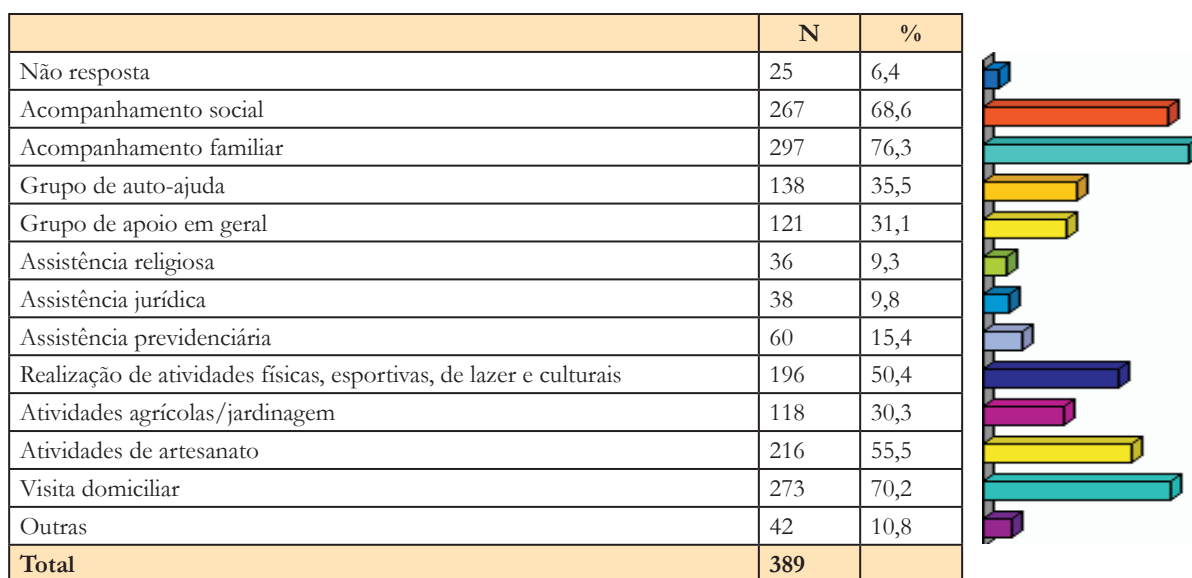 N %
Não resposta 25 6,4
Acompanhamento social 267 68,6
Acompanhamento familiar 297 76,3
Grupo de auto-ajuda 138 35,5
Grupo de apoio em geral 121 31,1
Assistência religiosa 36 9,3
Assistência jurídica 38 9,8
Assistência previdenciária 60 15,4
Realização de atividades físicas, esportivas, de lazer e culturais 196 50,4
Atividades agrícolas/jardinagem 118 30,3
Atividades de artesanato 216 55,5
Visita domiciliar 273 70,2
Outras 42 10,8
Total 389